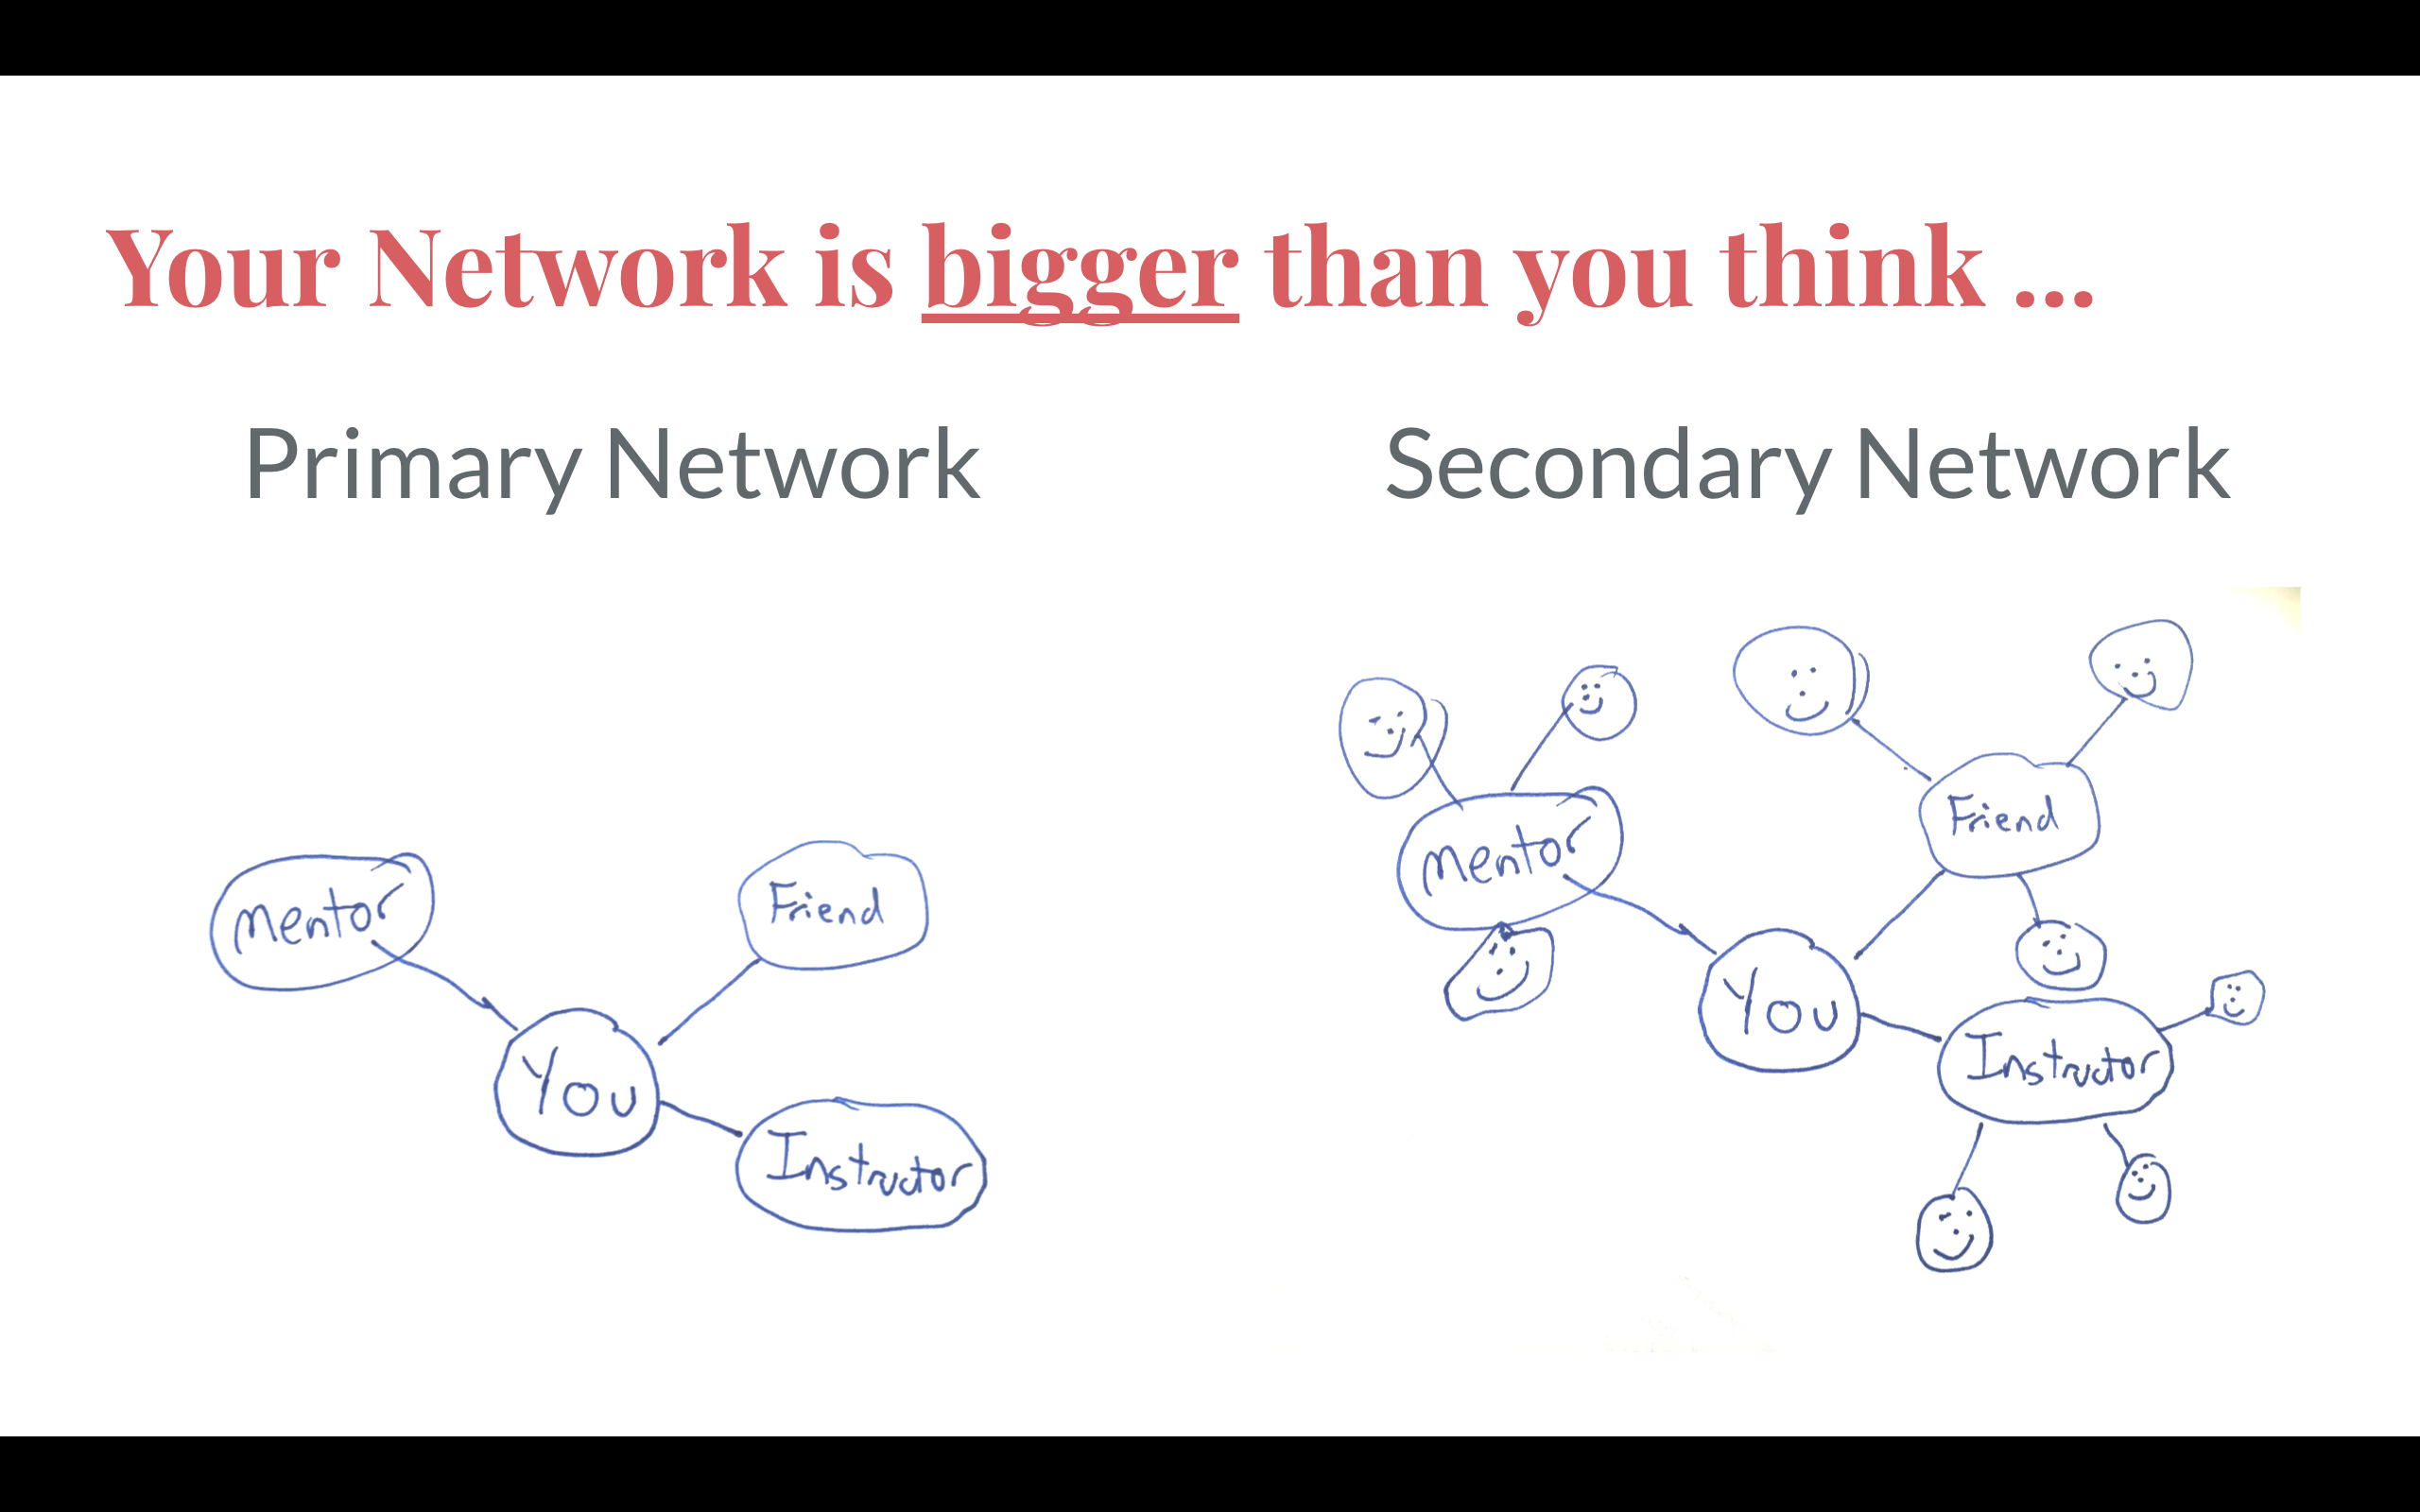 Your Network is bigger than you think ...
Primary Network
Secondary Network
Mentor
Friend
You
Instructor
Mentor
Friend
You
Instructor